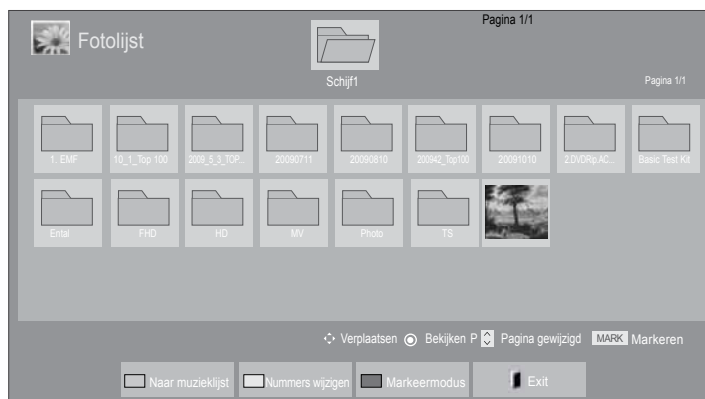 Pagina 1/1
Fotolijst
Schijf1
Pagina 1/1
1. EMF
10_1_Top 100
2009_5_3_TOP...
20090711
20090810
200942_Top100
20091010
2.DVDRip.AC...
Basic Test Kit
Ental
FHD
HD
MV
Photo
TS
Verplaatsen Bekijken P Pagina gewijzigd MARK Markeren
Naar muzieklijst Nummers wijzigen Markeermodus Exit